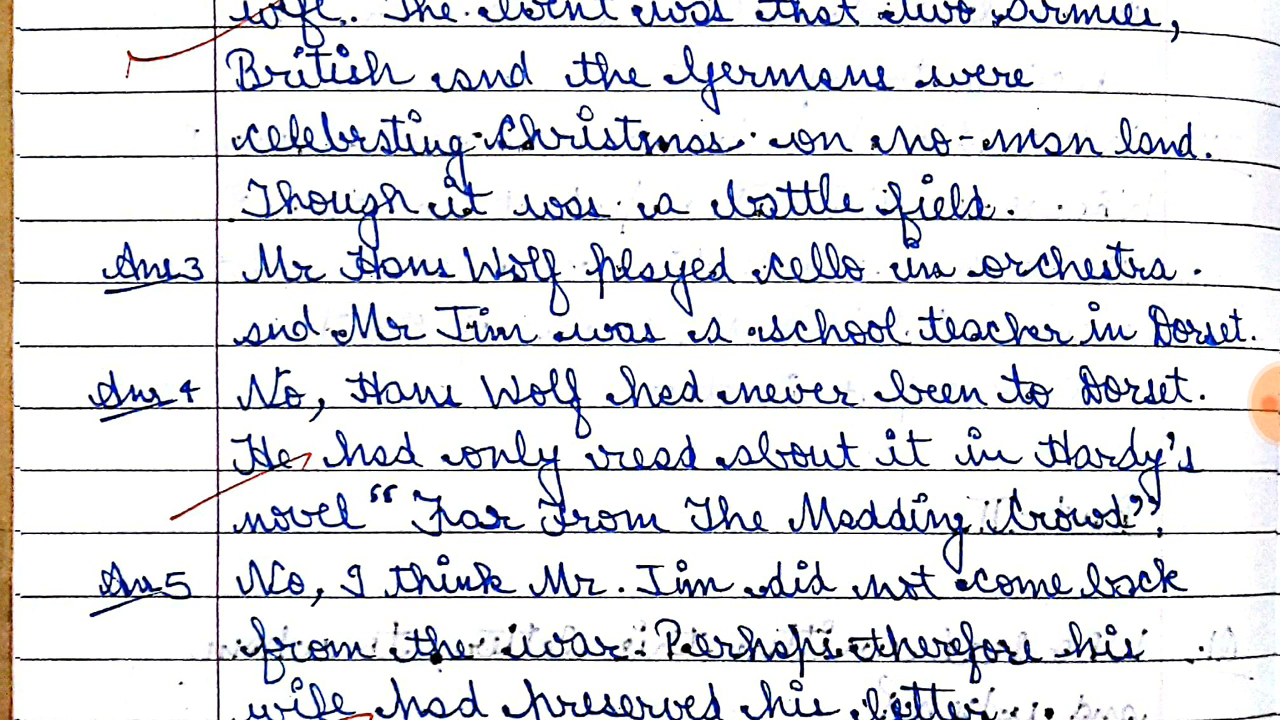 wife. The event was that two armies,
British and the Germans were
celebrating Christmas on no-man land.
Though it was a battle field.
Ans 3 Mr Hans Wolf played cello in orchestra.
and Mr Jim was a school teacher in Dorset.
Ans 4 No, Hans Wolf had never been to Dorset.
He had only read about it in Hardy's
novel "Far From The Madding Crowd".
Ans 5 No, I think Mr. Jim did not come back
from the war. Perhaps therefore his
wife had preserved his letter.